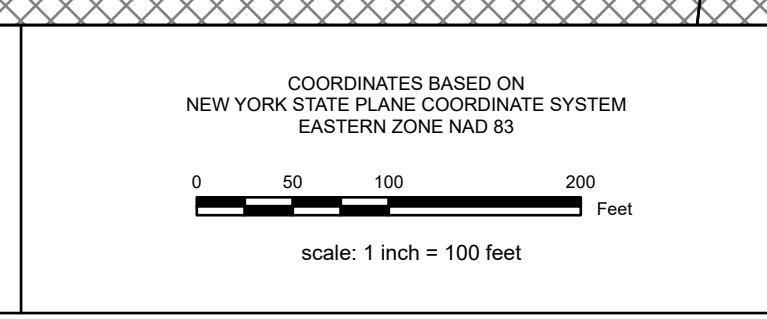 COORDINATES BASED ON
NEW YORK STATE PLANE COORDINATE SYSTEM
EASTERN ZONE NAD 83
0 50 100 200
Feet
scale: 1 inch = 100 feet